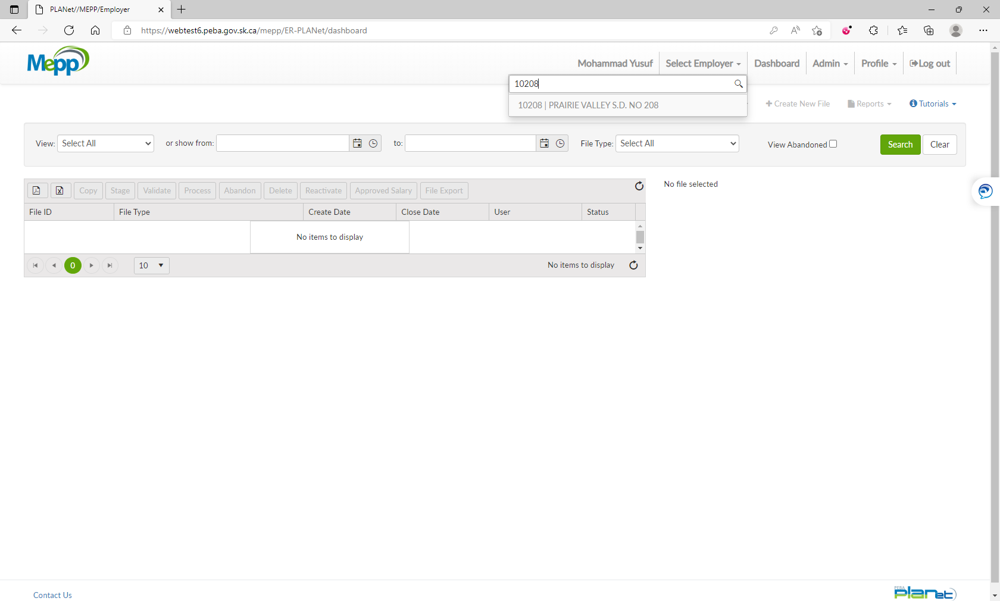 PLANet//MEPP/Employer
https://webtest6.peba.gov.sk.ca/mepp/ER-PLANet/dashboard
Mepp
Mohammad Yusuf Select Employer Dashboard Admin Profile Log out
10208
10208 | PRAIRIE VALLEY S.D. NO 208
Create New File Reports Tutorials
View: Select All or show from: to: File Type: Select All View Abandoned Search Clear
Copy Stage Validate Process Abandon Delete Reactivate Approved Salary File Export
No file selected
File ID File Type Create Date Close Date User Status
No items to display
0 10 No items to display
Contact Us
PEBA
planet